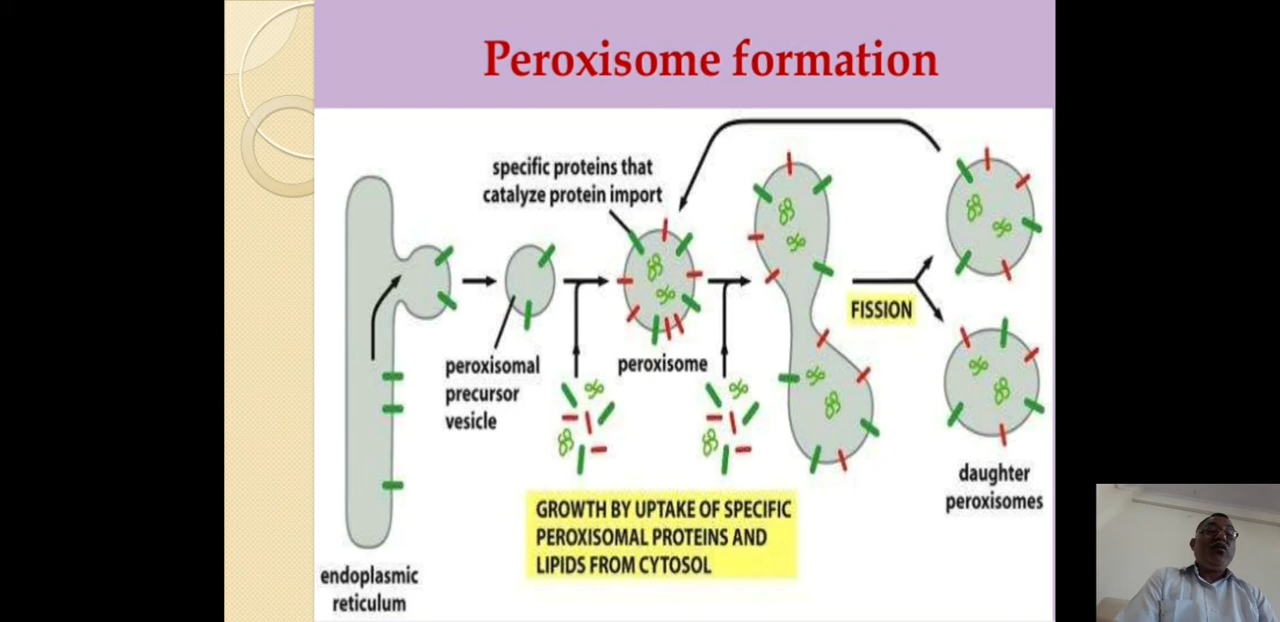 Peroxisome formation
specific proteins that
catalyze protein import
FISSION
peroxisomal
precursor
vesicle
peroxisome
daughter
peroxisomes
GROWTH BY UPTAKE OF SPECIFIC
PEROXISOMAL PROTEINS AND
LIPIDS FROM CYTOSOL
endoplasmic
reticulum